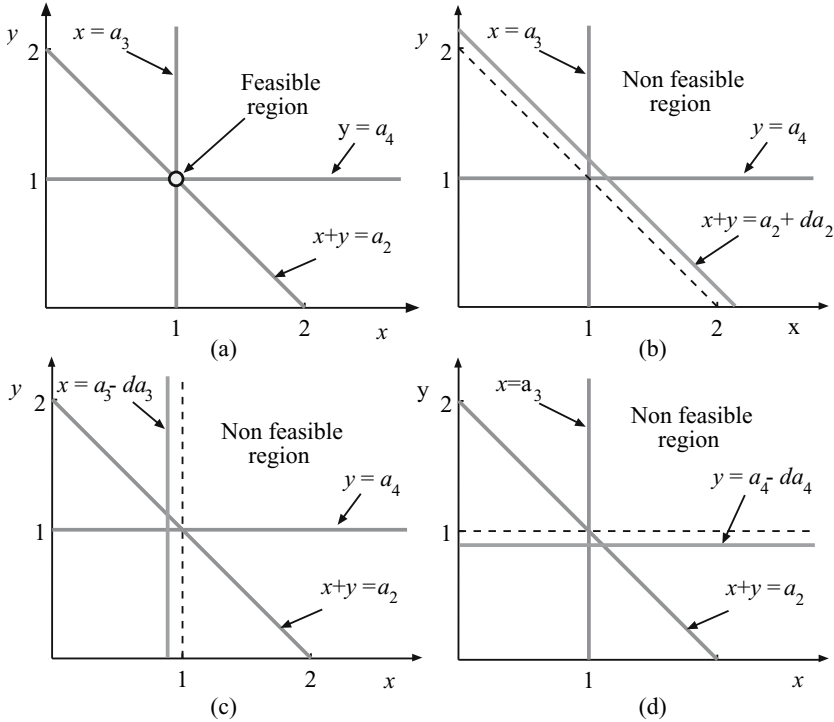 y
x = a3
2
Feasible
region
y = a4
1
x+y = a2
1
2
x
(a)
y
x = a3
2
Non feasible
region
y = a4
1
x+y = a2+ da2
1
2
x
(b)
y
x = a3- da3
2
Non feasible
region
y = a4
1
x+y = a2
1
2
x
(c)
y
x=a3
2
Non feasible
region
y = a4- da4
1
x+y = a2
1
2
x
(d)